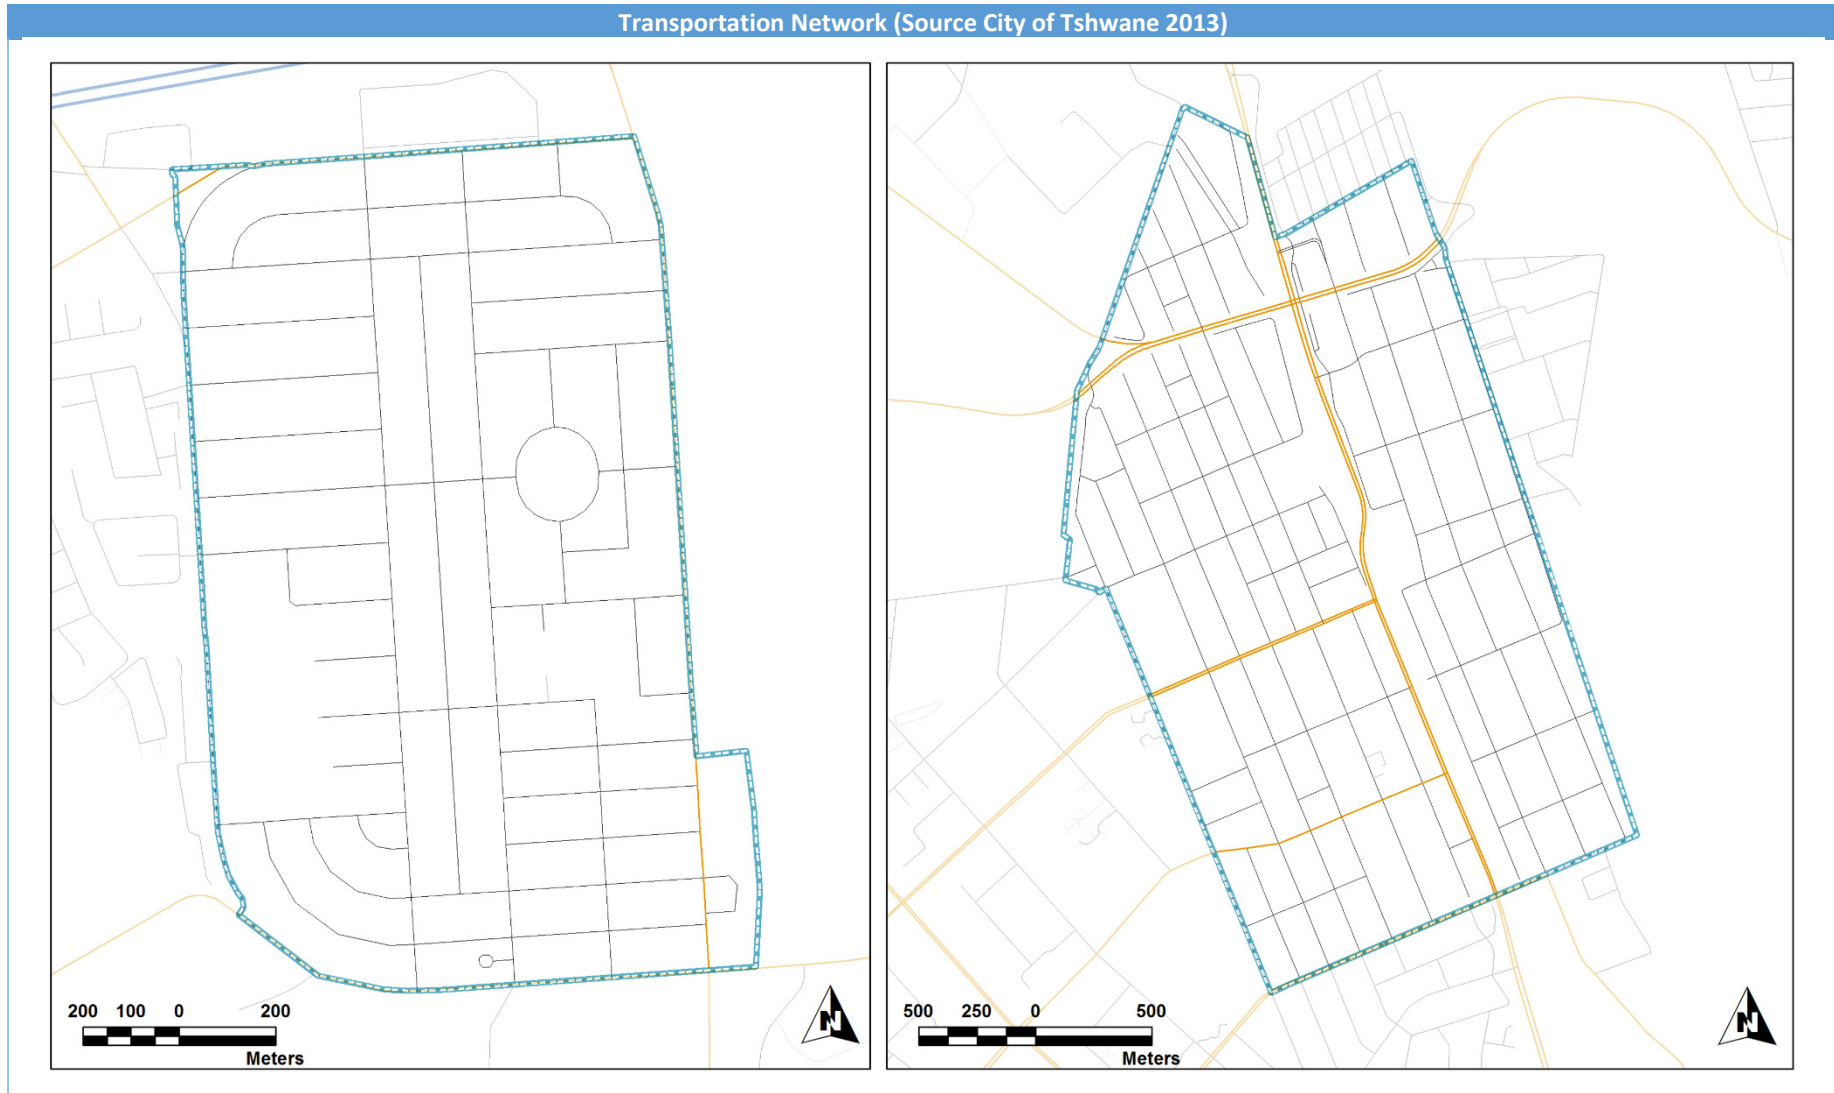 Transportation Network (Source City of Tshwane 2013)
200 100 0 200
Meters
N
500 250 0 500
Meters
N